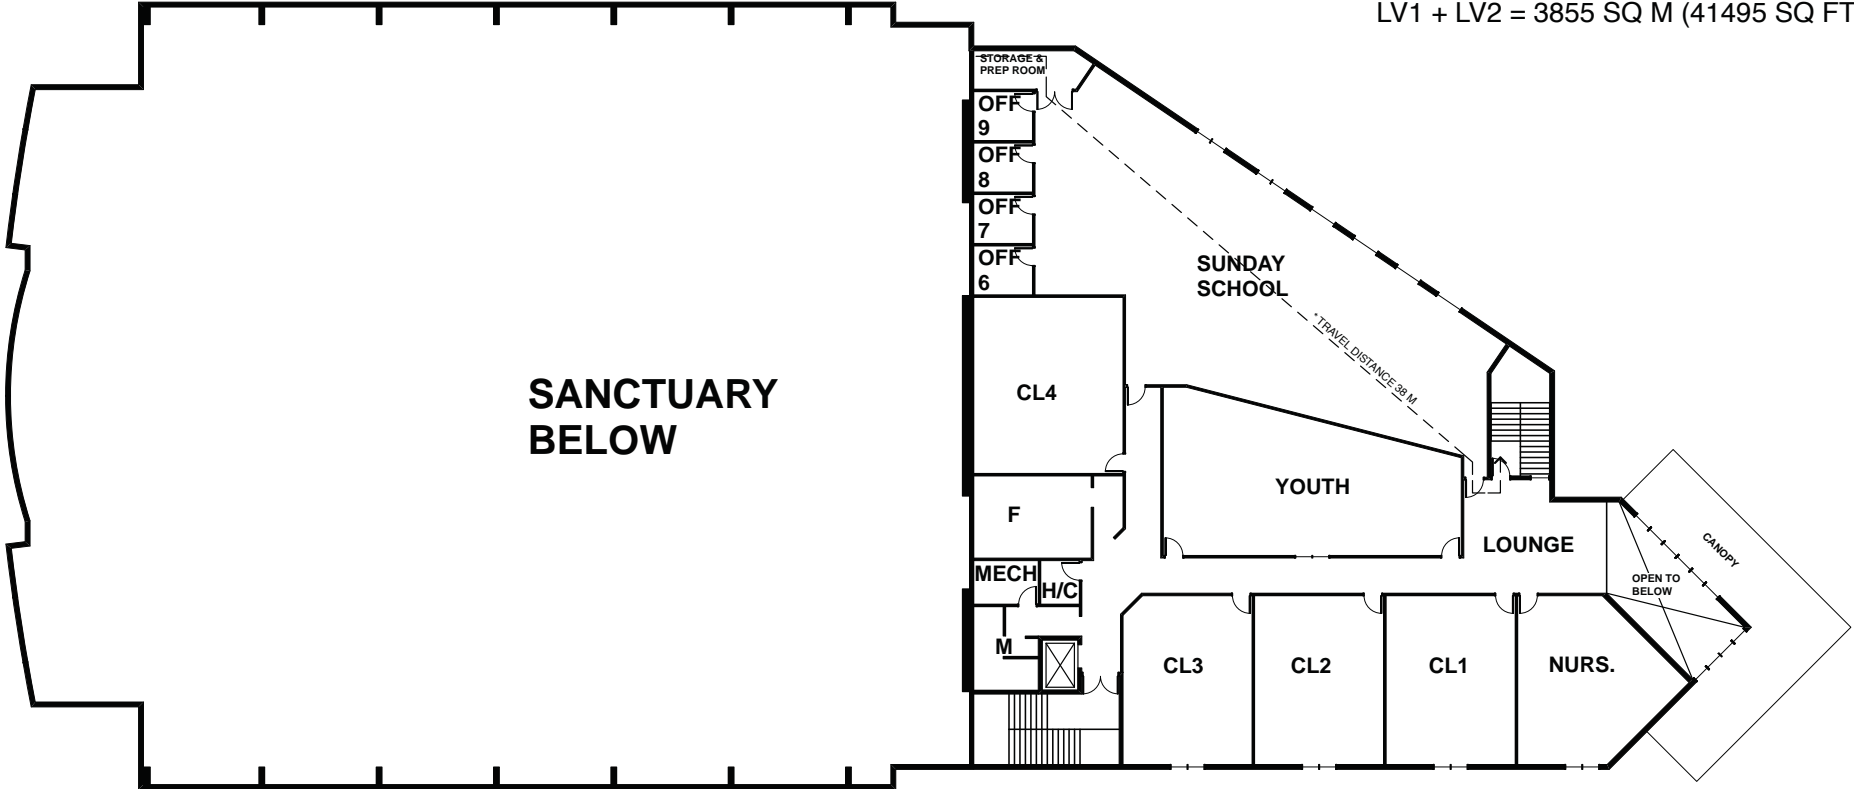 LV1 + LV2 = 3855 SQ M (41495 SQ FT
STORAGE &
PREP ROOM
OFF
9
OFF
8
OFF
7
OFF
6
SUNDAY
SCHOOL
* TRAVEL DISTANCE 38 M
CL4
SANCTUARY
BELOW
YOUTH
F
LOUNGE
CANOPY
MECH
H/C
OPEN TO
BELOW
M
CL3
CL2
CL1
NURS.